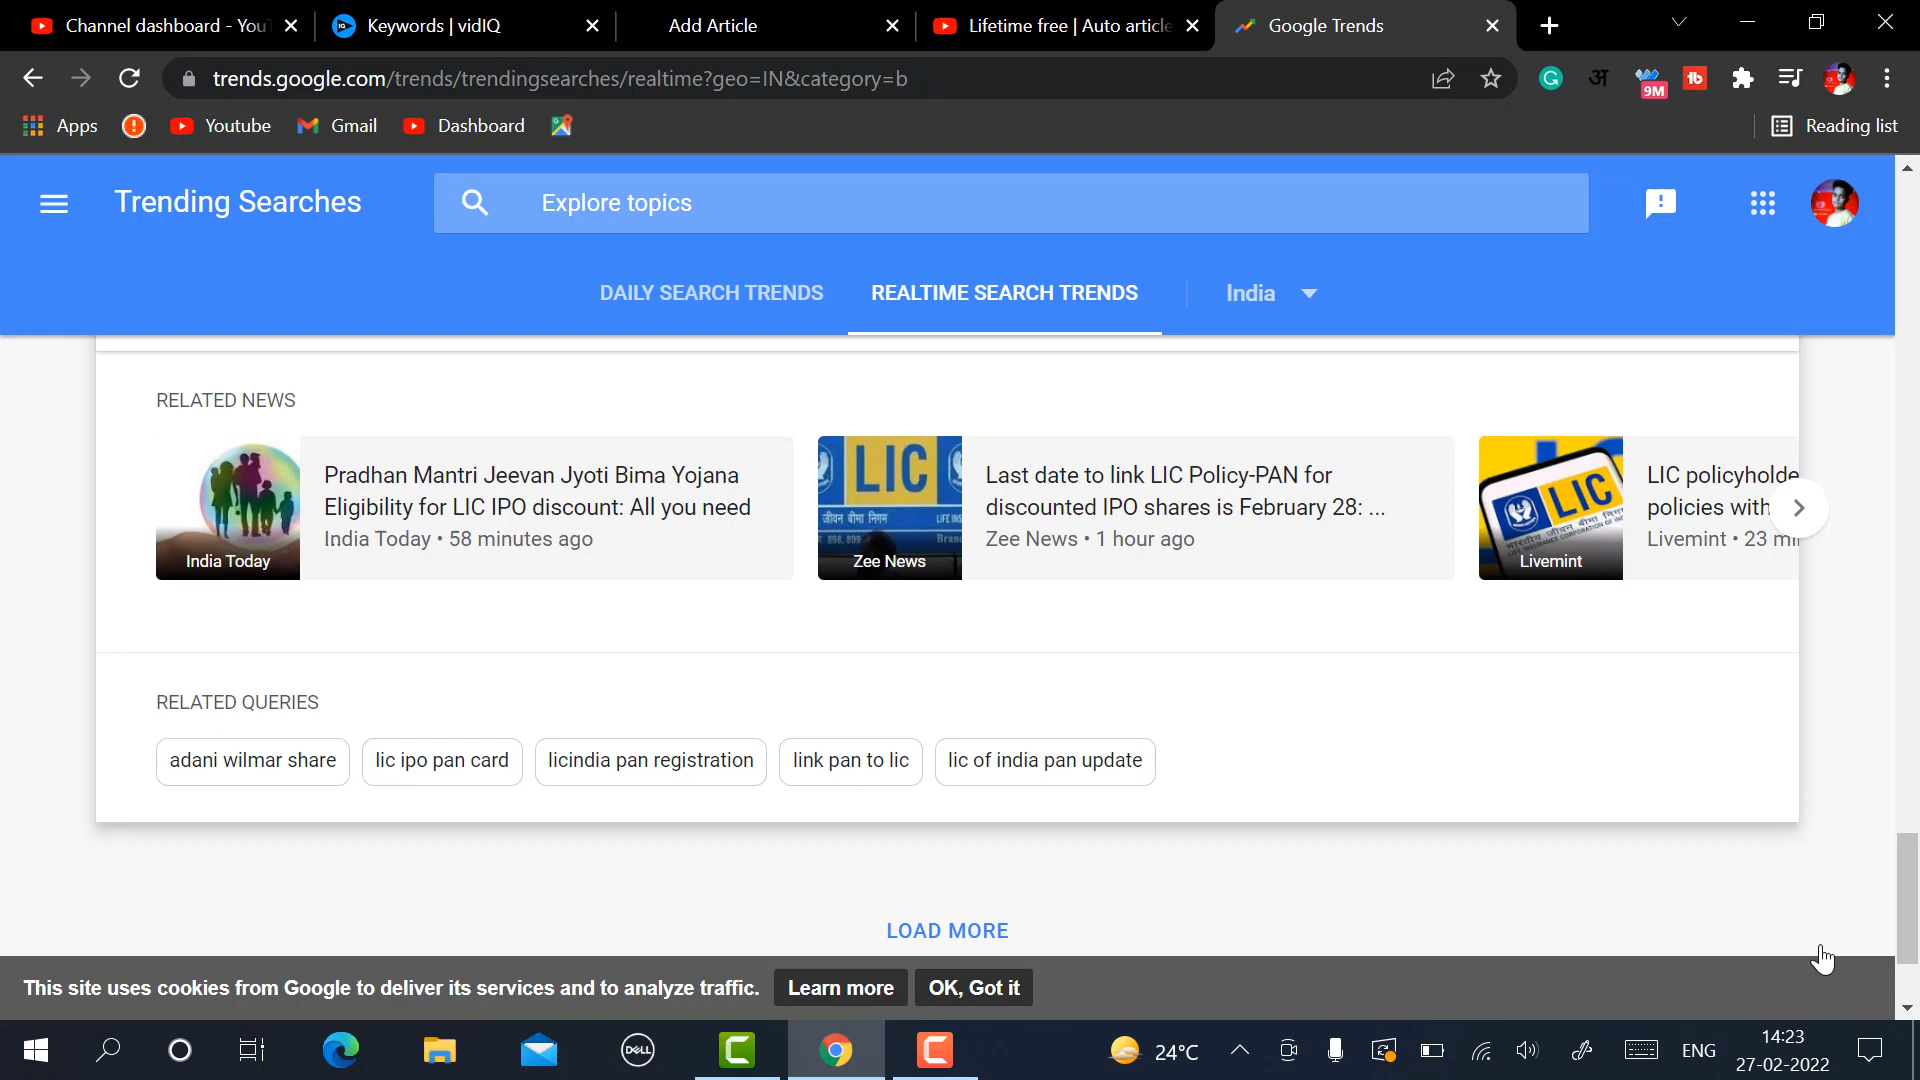 Channel dashboard - You
Keywords | vidIQ
Add Article
Lifetime free | Auto article
Google Trends
trends.google.com/trends/trendingsearches/realtime?geo=IN&category=b
अ
9M
Apps
Youtube
Gmail
Dashboard
Reading list
Trending Searches
Explore topics
DAILY SEARCH TRENDS
REALTIME SEARCH TRENDS
India
RELATED NEWS
India Today
Pradhan Mantri Jeevan Jyoti Bima Yojana
Eligibility for LIC IPO discount: All you need
India Today • 58 minutes ago
LIC
Zee News
Last date to link LIC Policy-PAN for
discounted IPO shares is February 28: ...
Zee News • 1 hour ago
LIC
Livemint
LIC policyholde
policies with
Livemint • 23 mi
RELATED QUERIES
adani wilmar share
lic ipo pan card
licindia pan registration
link pan to lic
lic of india pan update
LOAD MORE
This site uses cookies from Google to deliver its services and to analyze traffic.
Learn more
OK, Got it
DELL
24°C
ENG
14:23
27-02-2022